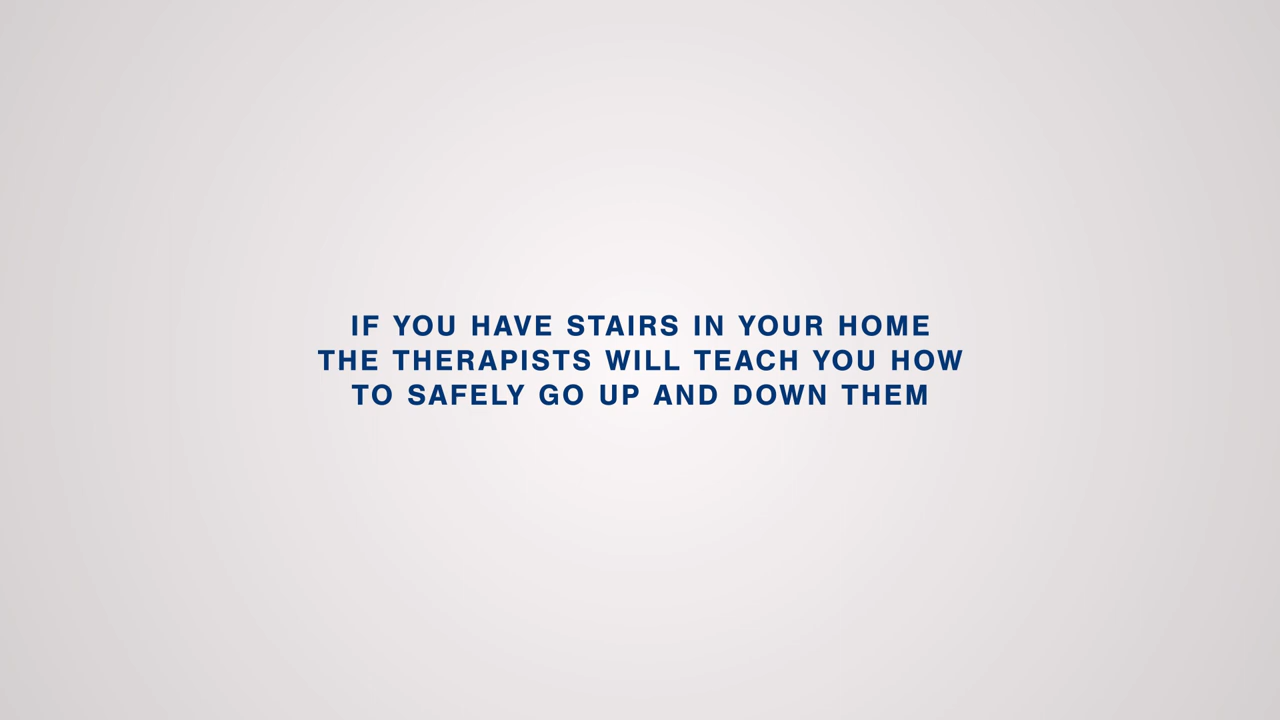 IF YOU HAVE STAIRS IN YOUR HOME
THE THERAPISTS WILL TEACH YOU HOW
TO SAFELY GO UP AND DOWN THEM